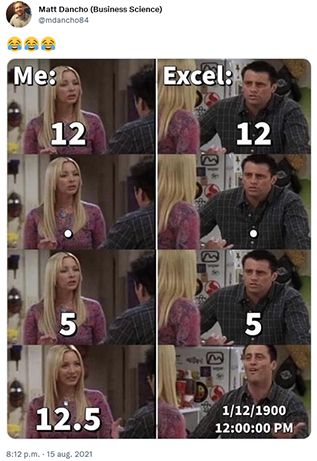 Matt Dancho (Business Science)
@mdancho84
😂😂😂
Me:
Excel:
12
12
.
.
5
5
12.5
1/12/1900
12:00:00 PM
8:12 p.m. · 15 aug. 2021